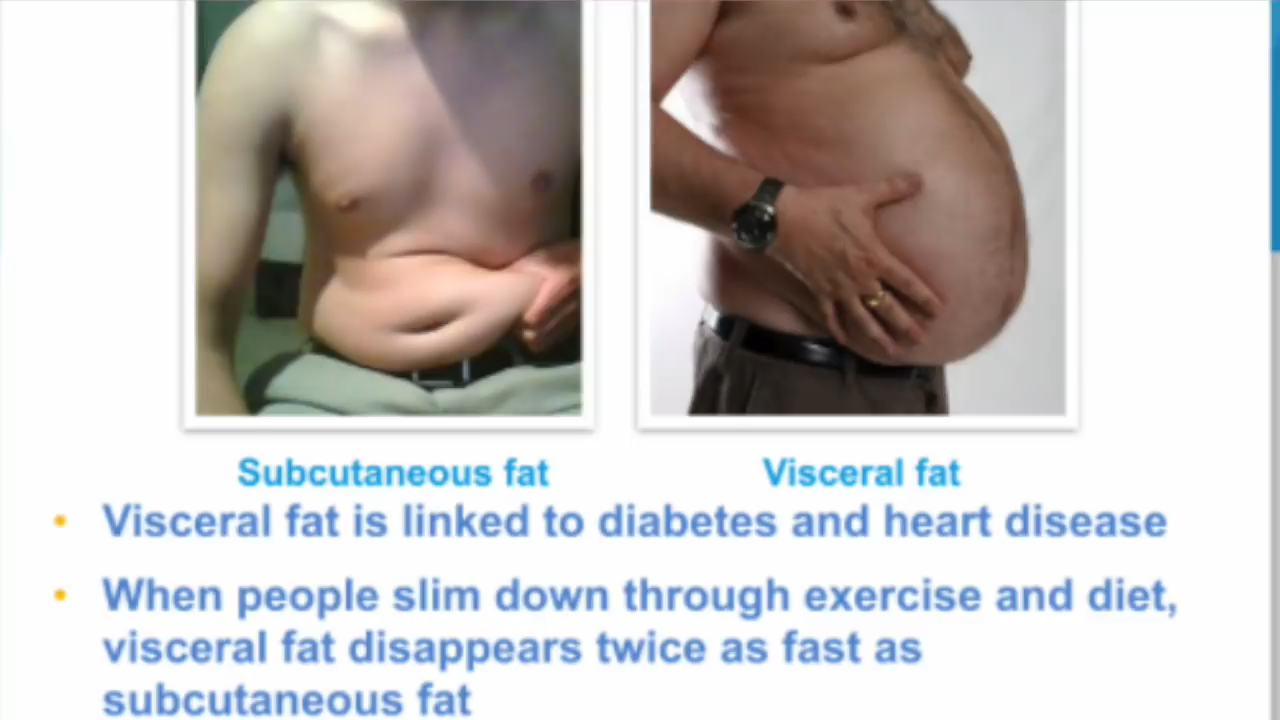 Subcutaneous fat
Visceral fat
• Visceral fat is linked to diabetes and heart disease
• When people slim down through exercise and diet,
visceral fat disappears twice as fast as
subcutaneous fat